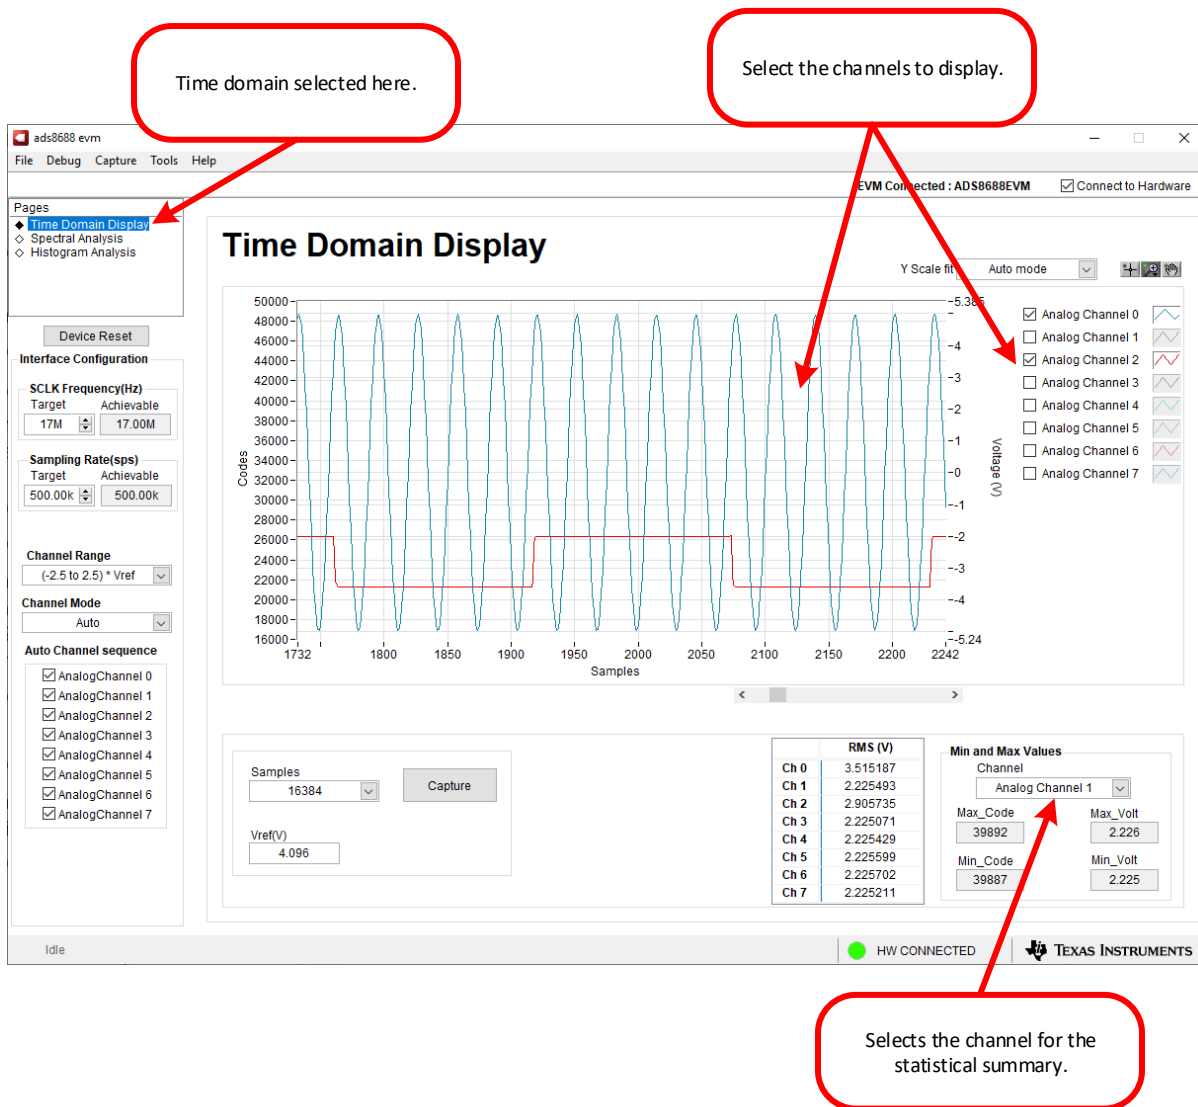 Time domain selected here.
Select the channels to display.
ads8688 evm
File Debug Capture Tools Help
EVM Connected : ADS8688EVM
Connect to Hardware
Pages
Time Domain Display
Spectral Analysis
Histogram Analysis
Device Reset
Interface Configuration
SCLK Frequency(Hz)
Target Achievable
17M 17.00M
Sampling Rate(sps)
Target Achievable
500.00k 500.00k
Channel Range
(-2.5 to 2.5) * Vref
Channel Mode
Auto
Auto Channel sequence
AnalogChannel 0
AnalogChannel 1
AnalogChannel 2
AnalogChannel 3
AnalogChannel 4
AnalogChannel 5
AnalogChannel 6
AnalogChannel 7
Time Domain Display
Y Scale fit Auto mode
Codes
50000
48000
46000
44000
42000
40000
38000
36000
34000
32000
30000
28000
26000
24000
22000
20000
18000
16000
1732 1800 1850 1900 1950 2000 2050 2100 2150 2200 2242
Samples
5.385
4
3
2
1
0
-1
-2
-3
-4
-5.24
Voltage (V)
Analog Channel 0
Analog Channel 1
Analog Channel 2
Analog Channel 3
Analog Channel 4
Analog Channel 5
Analog Channel 6
Analog Channel 7
Samples
16384
Capture
Vref(V)
4.096
RMS (V)
Ch 0 3.515187
Ch 1 2.225493
Ch 2 2.905735
Ch 3 2.225071
Ch 4 2.225429
Ch 5 2.225599
Ch 6 2.225702
Ch 7 2.225211
Min and Max Values
Channel
Analog Channel 1
Max_Code Max_Volt
39892 2.226
Min_Code Min_Volt
39887 2.225
Idle
HW CONNECTED
TEXAS INSTRUMENTS
Selects the channel for the
statistical summary.